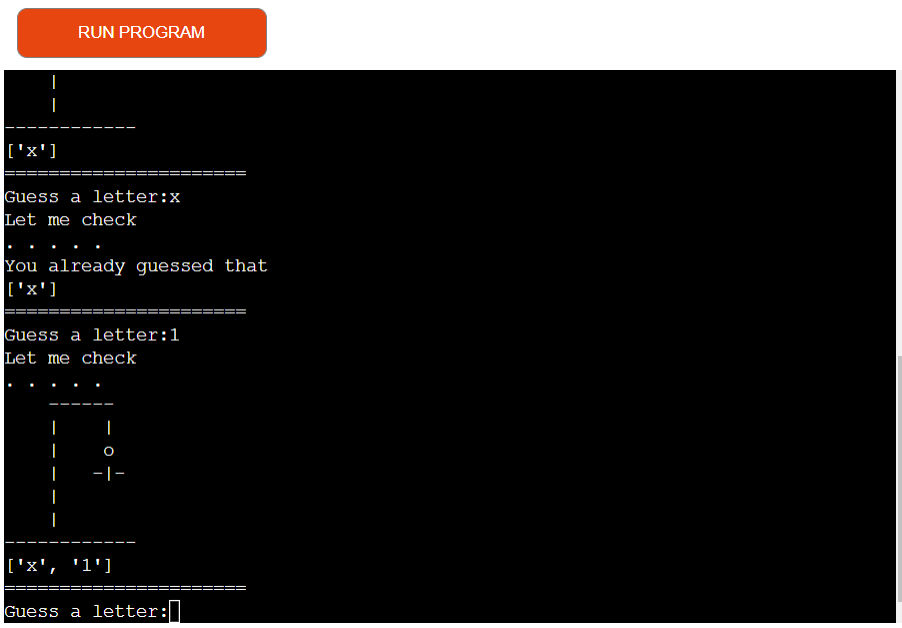 RUN PROGRAM
    |
    |
------------
['x']
======================
Guess a letter:x
Let me check
. . . . .
You already guessed that
['x']
======================
Guess a letter:1
Let me check
. . . . .
    ------
    |    |
    |    o
    |   -|-
    |
    |
------------
['x', '1']
======================
Guess a letter: